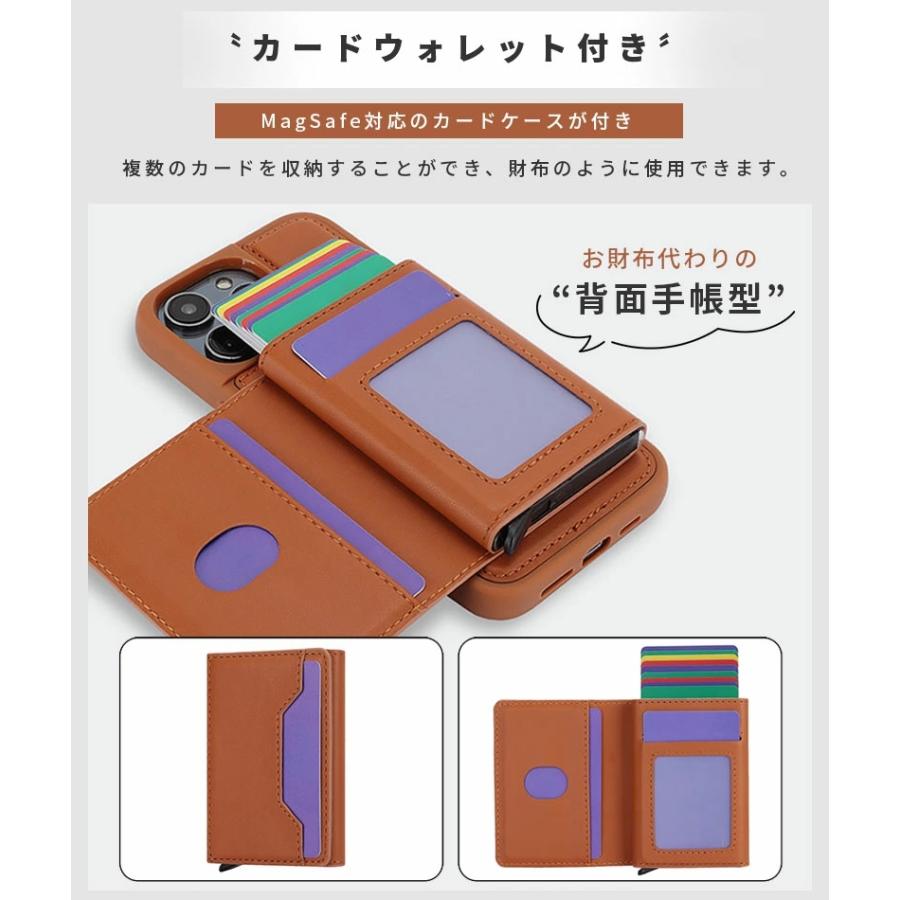 〝カードウォレット付き〞
MagSafe対応のカードケースが付き
複数のカードを収納することができ、財布のように使用できます。
お財布代わりの
“背面手帳型”